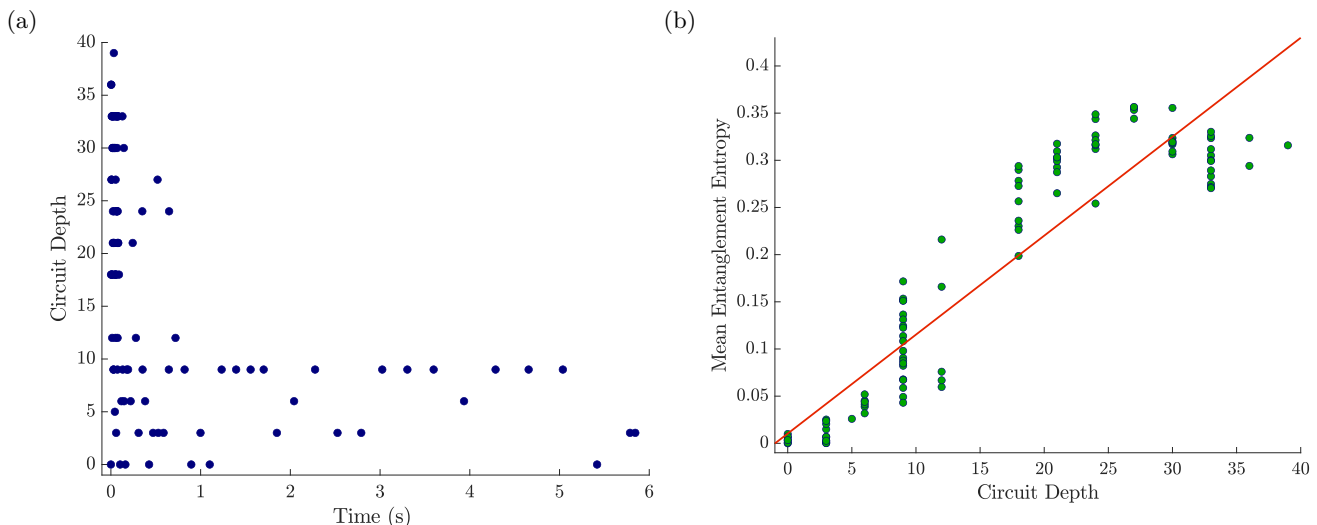 (a)
(b)
Circuit Depth
40
35
30
25
20
15
10
5
0
0 1 2 3 4 5 6
Time (s)
Mean Entanglement Entropy
0.4
0.35
0.3
0.25
0.2
0.15
0.1
0.05
0
0 5 10 15 20 25 30 35 40
Circuit Depth